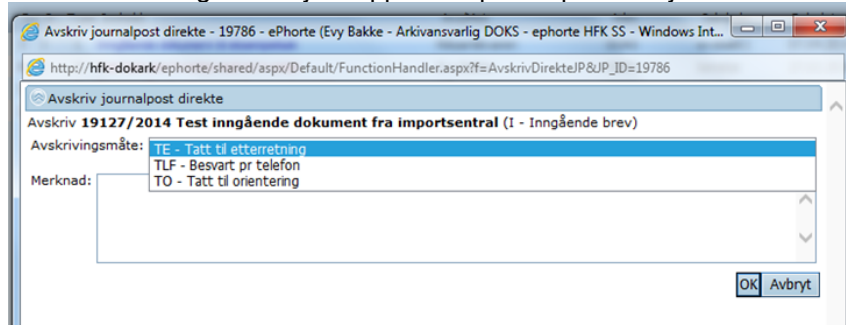 Avskriv journalpost direkte - 19786 - ePhorte (Evy Bakke - Arkivansvarlig DOKS - ephorte HFK SS - Windows Int...
http://hfk-dokark/ephorte/shared/aspx/Default/FunctionHandler.aspx?f=AvskrivDirekteJP&JP_ID=19786
Avskriv journalpost direkte
Avskriv 19127/2014 Test inngående dokument fra importsentral (I - Inngående brev)
Avskrivingsmåte: TE - Tatt til etterretning
TLF - Besvart pr telefon
TO - Tatt til orientering
Merknad:
OK Avbryt